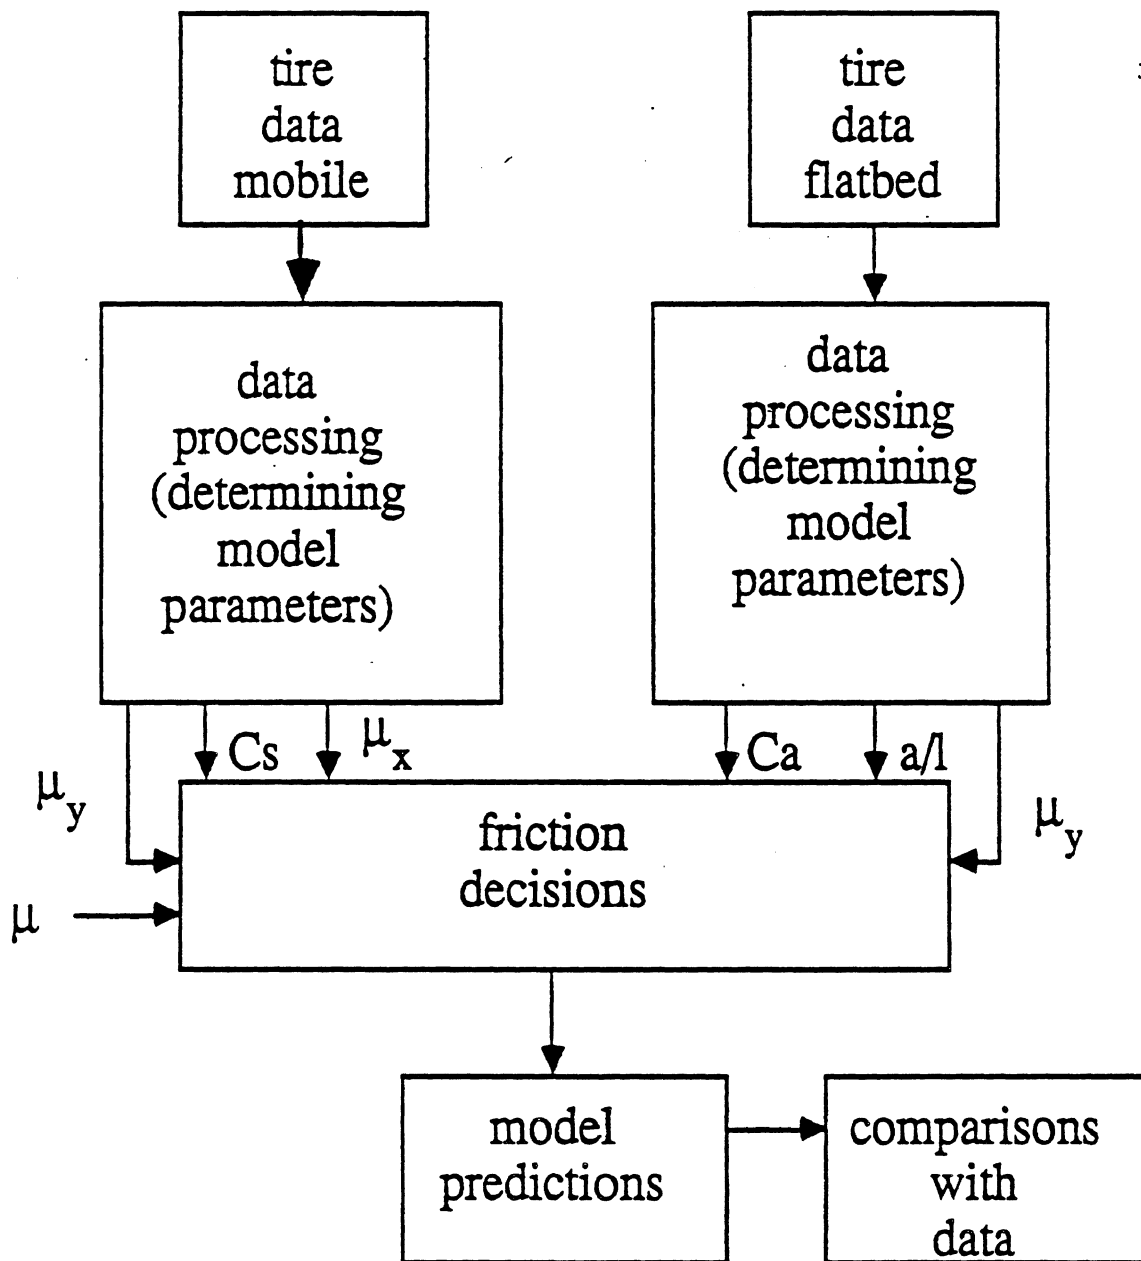 tire
data
mobile
tire
data
flatbed
data
processing
(determining
model
parameters)
data
processing
(determining
model
parameters)
Cs
μx
Ca
a/l
μy
μy
μ
friction
decisions
model
predictions
comparisons
with
data